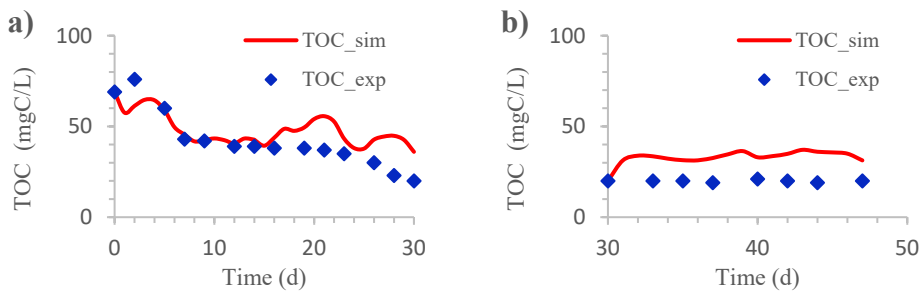 a)
100
50
0
TOC (mgC/L)
TOC_sim
TOC_exp
0 10 20 30
Time (d)
b)
100
50
0
TOC (mgC/L)
TOC_sim
TOC_exp
30 40 50
Time (d)